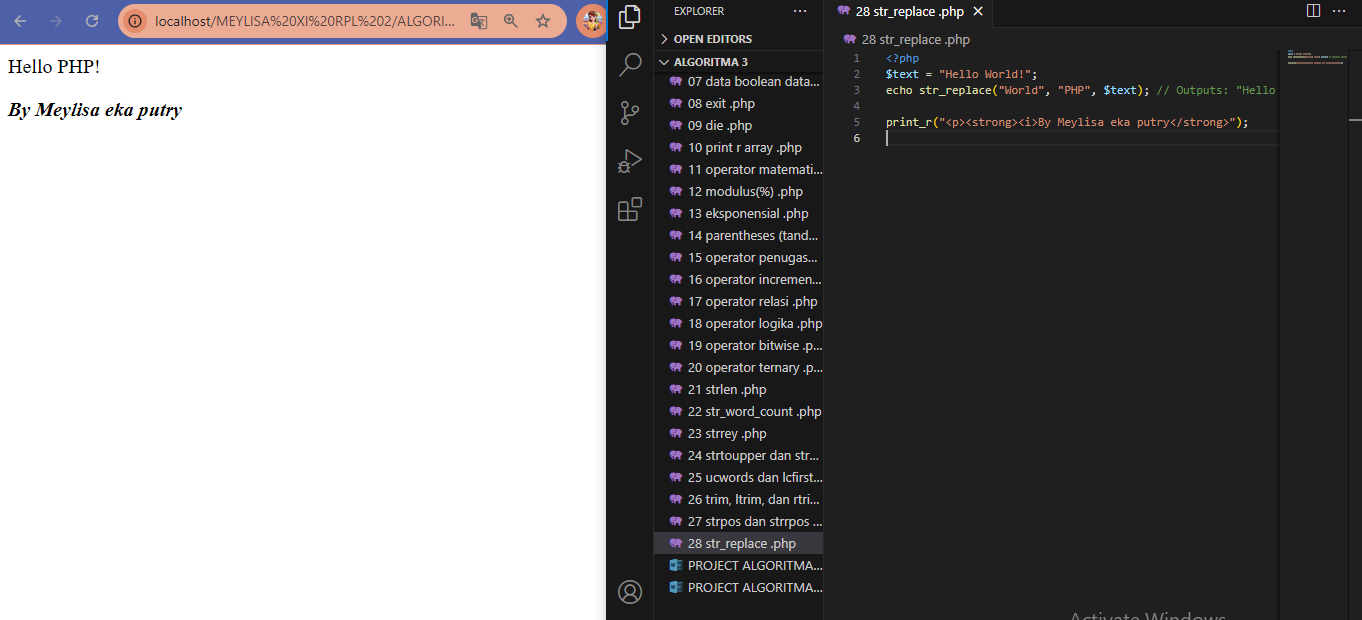 localhost/MEYLISA%20XI%20RPL%202/ALGORI...
Hello PHP!
By Meylisa eka putry
EXPLORER
OPEN EDITORS
ALGORITMA 3
07 data boolean data...
08 exit .php
09 die .php
10 print r array .php
11 operator matemati...
12 modulus(%) .php
13 eksponensial .php
14 parentheses (tand...
15 operator penugas...
16 operator incremen...
17 operator relasi .php
18 operator logika .php
19 operator bitwise .p...
20 operator ternary .p...
21 strlen .php
22 str_word_count .php
23 strrey .php
24 strtoupper dan str...
25 ucwords dan lcfirst...
26 trim, ltrim, dan rtri...
27 strpos dan strrpos ...
28 str_replace .php
PROJECT ALGORITMA...
PROJECT ALGORITMA...
28 str_replace .php
28 str_replace .php
1 <?php
2 $text = "Hello World!";
3 echo str_replace("World", "PHP", $text); // Outputs: "Hello
4
5 print_r("<p><strong><i>By Meylisa eka putry</strong>");
6
Activate Windows